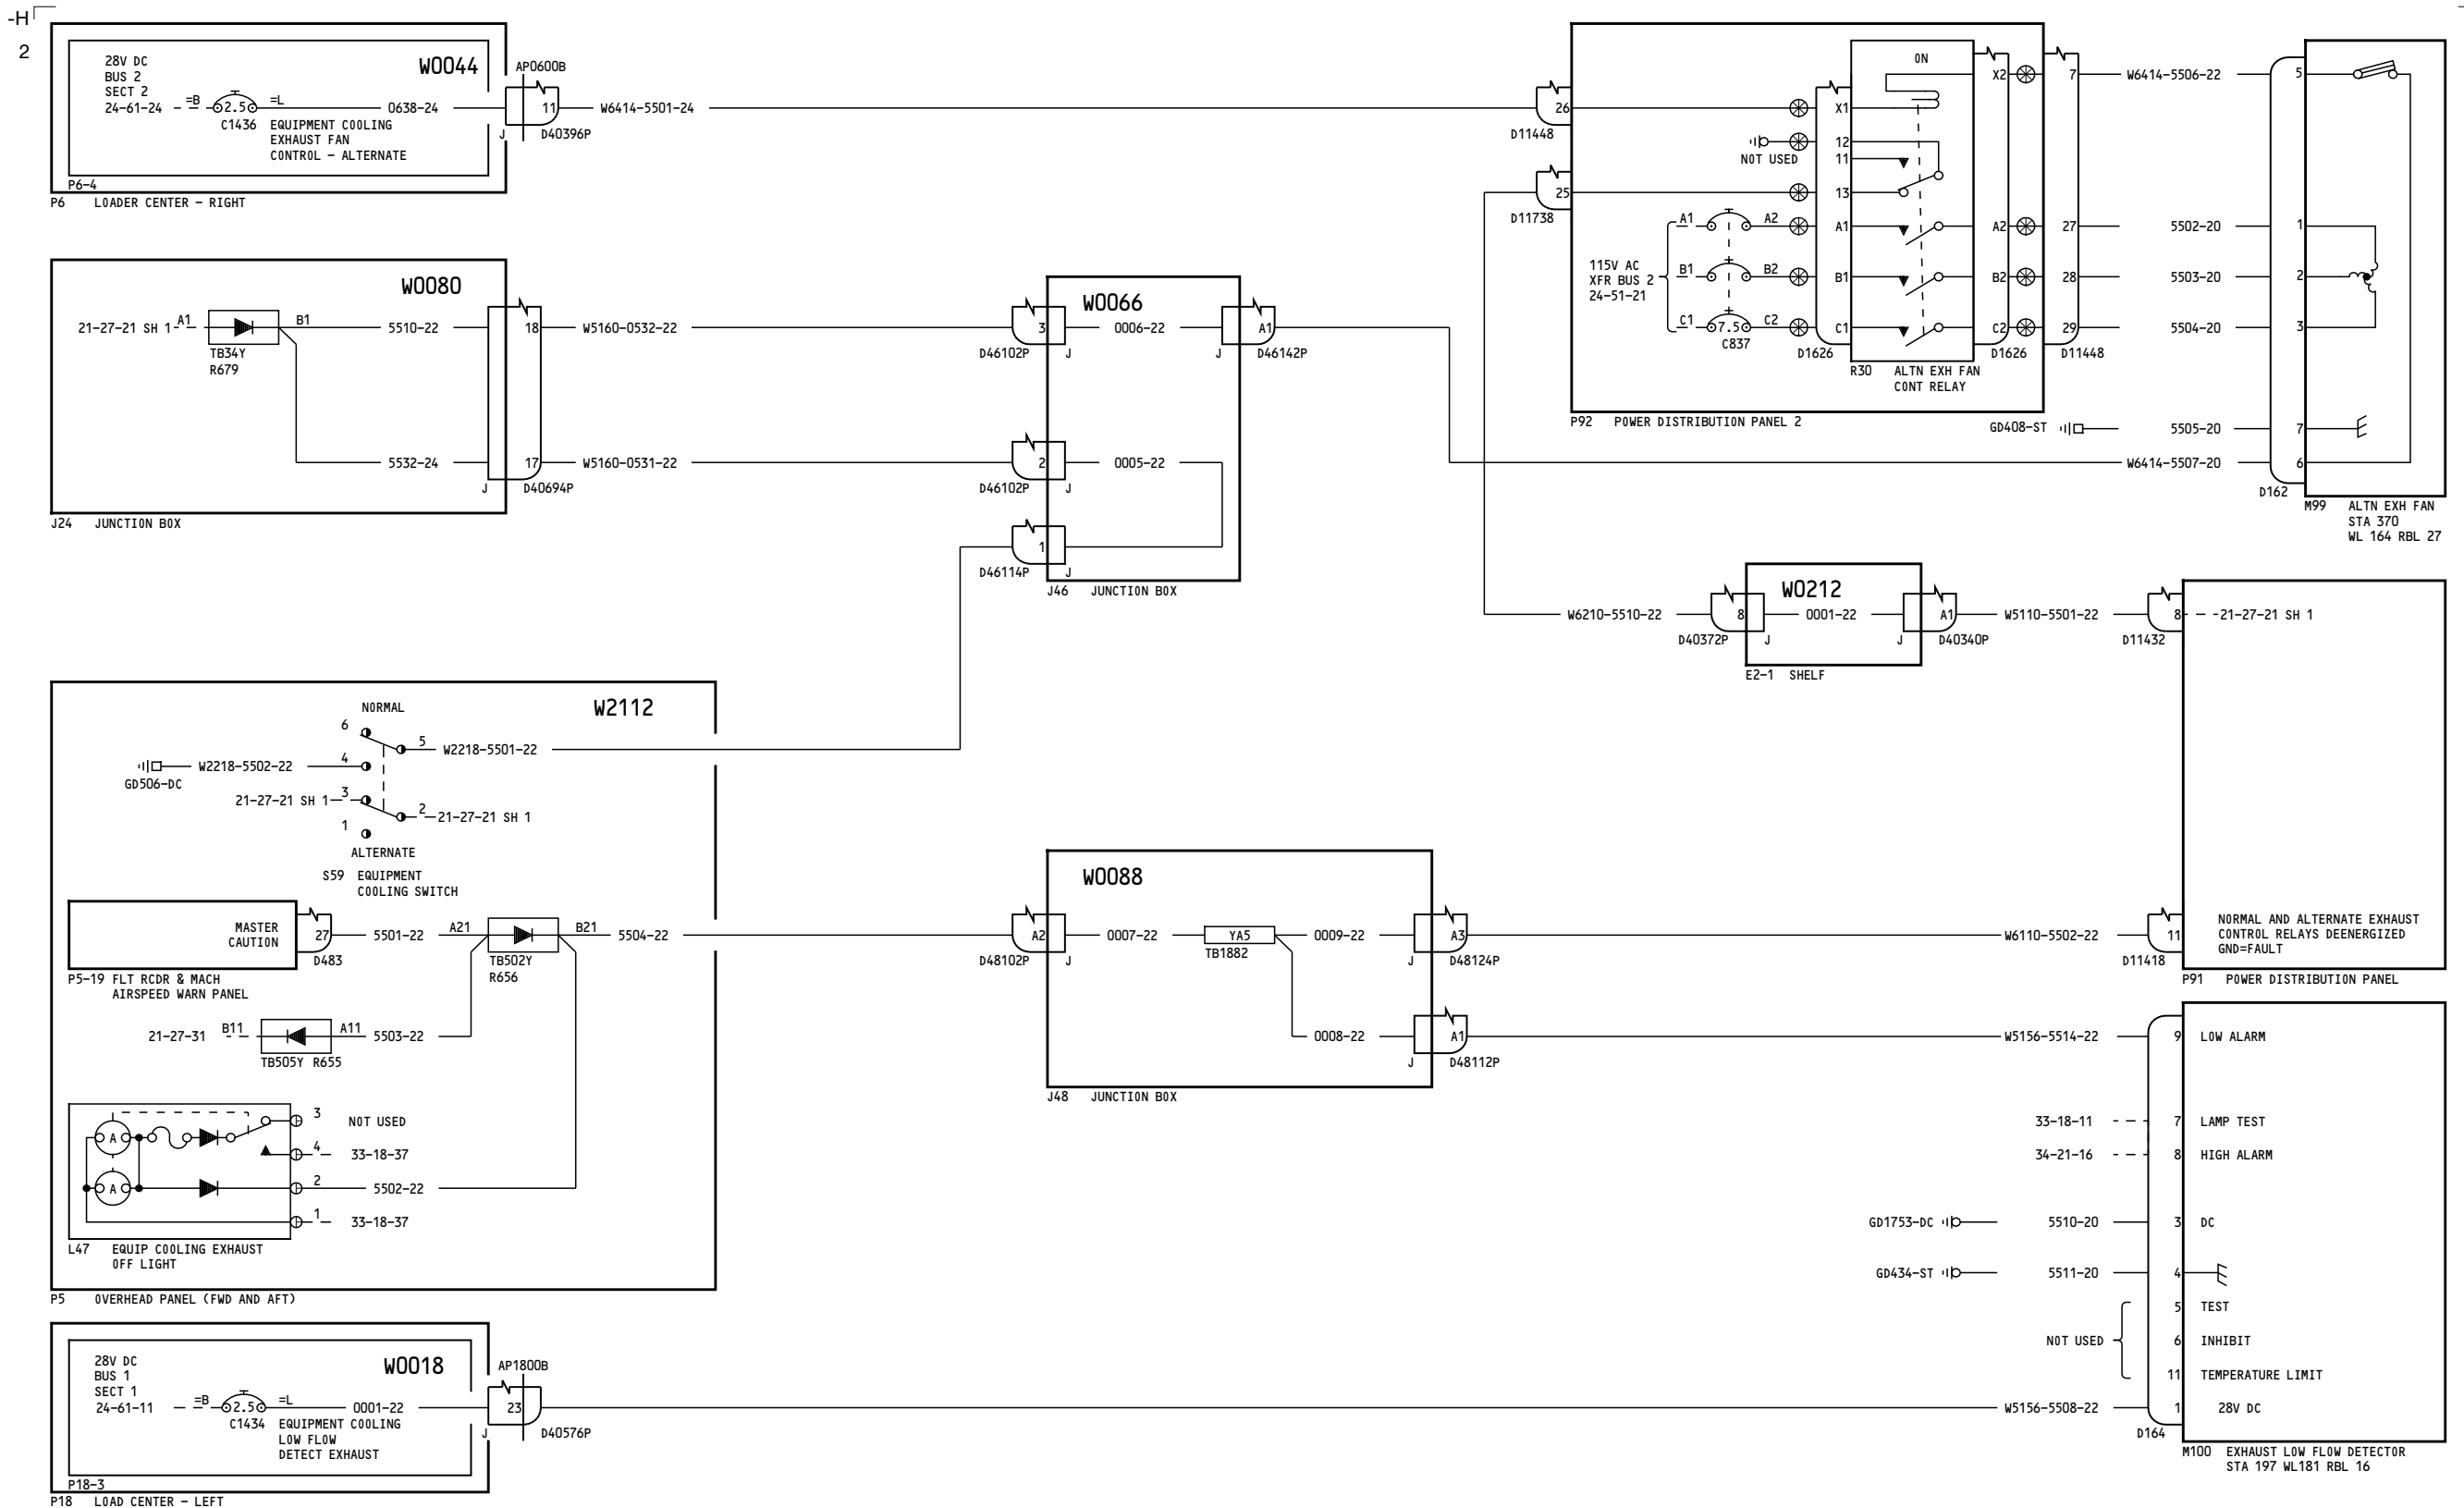 -H
2
28V DC
BUS 2
SECT 2
24-61-24
=B
2.5
=L
C1436
EQUIPMENT COOLING
EXHAUST FAN
CONTROL - ALTERNATE
W0044
0638-24
AP0600B
11
J
D40396P
W6414-5501-24
P6-4
P6 LOADER CENTER - RIGHT
26
D11448
25
D11738
NOT USED
X1
12
11
13
A1
A2
A1
B1
B2
B1
C1
7.5
C2
C1
C837
115V AC
XFR BUS 2
24-51-21
D1626
ON
X2
A2
B2
C2
D1626
R30 ALTN EXH FAN
CONT RELAY
7
27
28
29
D11448
P92 POWER DISTRIBUTION PANEL 2
W6414-5506-22
5502-20
5503-20
5504-20
GD408-ST
5505-20
W6414-5507-20
5
1
2
3
7
6
D162
M99 ALTN EXH FAN
STA 370
WL 164 RBL 27
W0080
21-27-21 SH 1
A1
B1
TB34Y
R679
5510-22
5532-24
18
17
J
D40694P
W5160-0532-22
W5160-0531-22
J24 JUNCTION BOX
W0066
3
D46102P
J
0006-22
A1
J
D46142P
2
D46102P
J
0005-22
1
D46114P
J
J46 JUNCTION BOX
W6210-5510-22
W0212
8
D40372P
J
0001-22
A1
J
D40340P
E2-1 SHELF
W5110-5501-22
8
D11432
21-27-21 SH 1
W2112
NORMAL
6
5
W2218-5501-22
4
W2218-5502-22
GD506-DC
21-27-21 SH 1
3
2
21-27-21 SH 1
1
ALTERNATE
S59 EQUIPMENT
COOLING SWITCH
MASTER
CAUTION
27
D483
5501-22
A21
B21
TB502Y
R656
5504-22
P5-19 FLT RCDR & MACH
AIRSPEED WARN PANEL
21-27-31
B11
A11
TB505Y R655
5503-22
A
A
3
NOT USED
4
33-18-37
2
5502-22
1
33-18-37
L47 EQUIP COOLING EXHAUST
OFF LIGHT
P5 OVERHEAD PANEL (FWD AND AFT)
W0088
A2
D48102P
J
0007-22
YA5
TB1882
0009-22
A3
J
D48124P
0008-22
A1
J
D48112P
J48 JUNCTION BOX
W6110-5502-22
11
D11418
NORMAL AND ALTERNATE EXHAUST
CONTROL RELAYS DEENERGIZED
GND=FAULT
P91 POWER DISTRIBUTION PANEL
W5156-5514-22
9 LOW ALARM
33-18-11
7 LAMP TEST
34-21-16
8 HIGH ALARM
GD1753-DC
5510-20
3 DC
GD434-ST
5511-20
4
NOT USED
5 TEST
6 INHIBIT
11 TEMPERATURE LIMIT
W5156-5508-22
1 28V DC
D164
M100 EXHAUST LOW FLOW DETECTOR
STA 197 WL181 RBL 16
28V DC
BUS 1
SECT 1
24-61-11
=B
2.5
=L
C1434
EQUIPMENT COOLING
LOW FLOW
DETECT EXHAUST
W0018
0001-22
AP1800B
23
J
D40576P
P18-3
P18 LOAD CENTER - LEFT